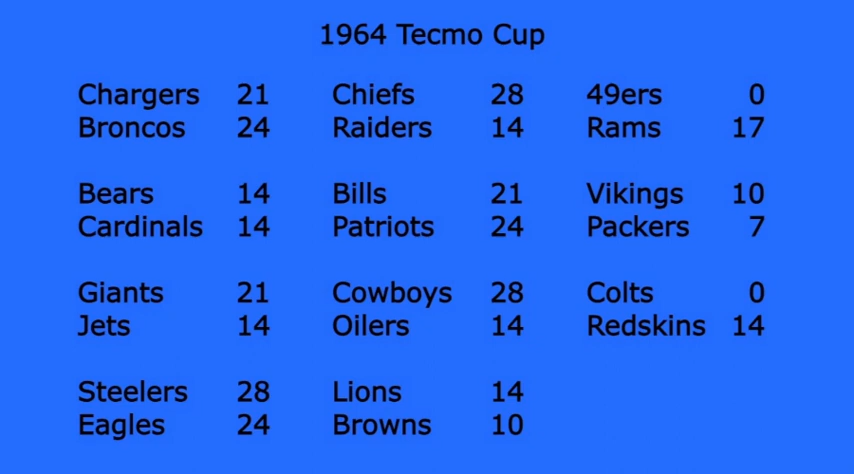 1964 Tecmo Cup
Chargers 21 Chiefs 28 49ers 0
Broncos 24 Raiders 14 Rams 17
Bears 14 Bills 21 Vikings 10
Cardinals 14 Patriots 24 Packers 7
Giants 21 Cowboys 28 Colts 0
Jets 14 Oilers 14 Redskins 14
Steelers 28 Lions 14
Eagles 24 Browns 10